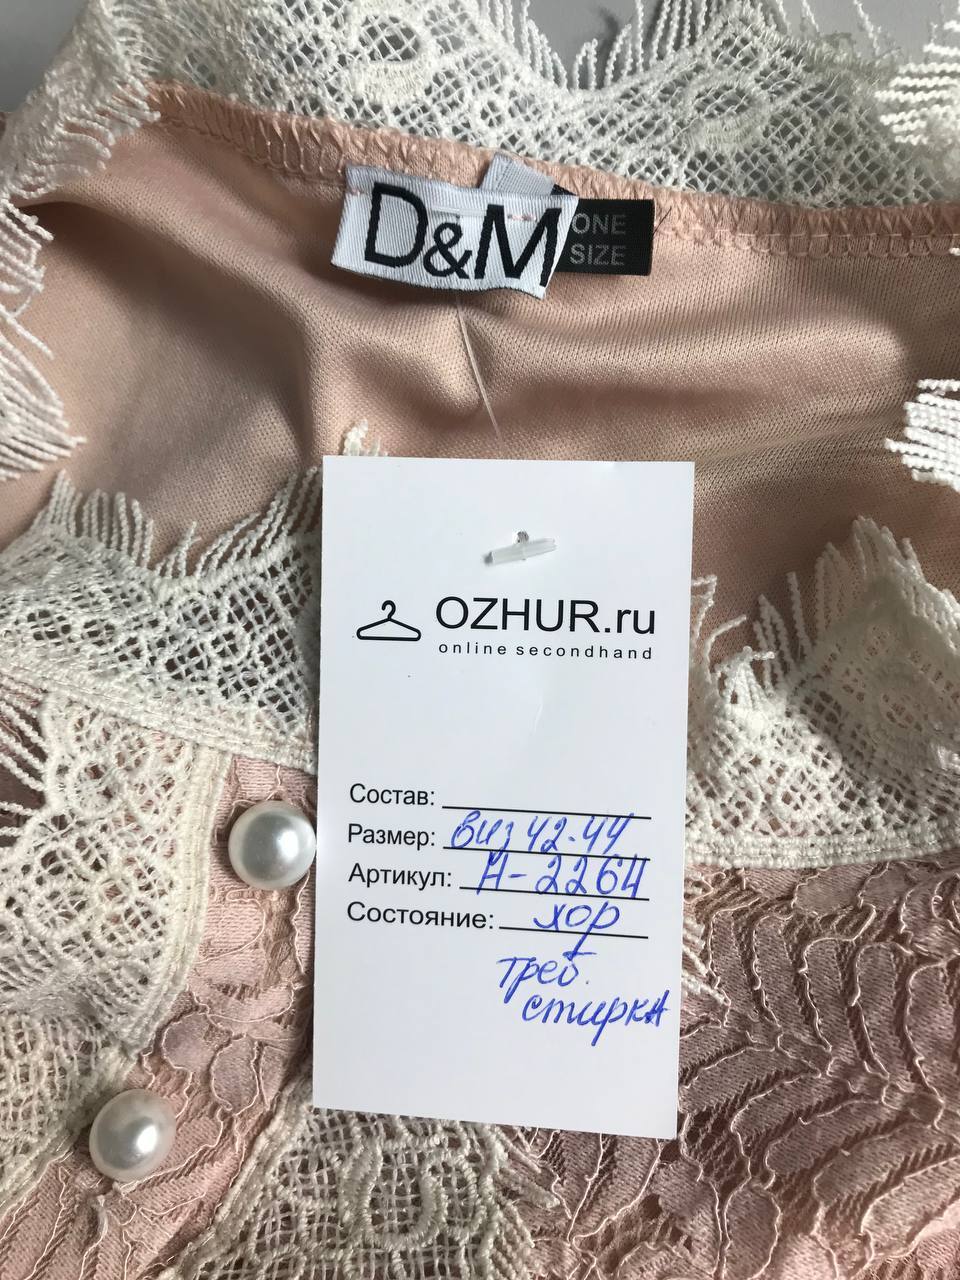 D&M
ONE
SIZE
OZHUR.ru
online secondhand
Состав:
Размер: виз 42-44
Артикул: Н-2264
Состояние: хор
треб.
стирка